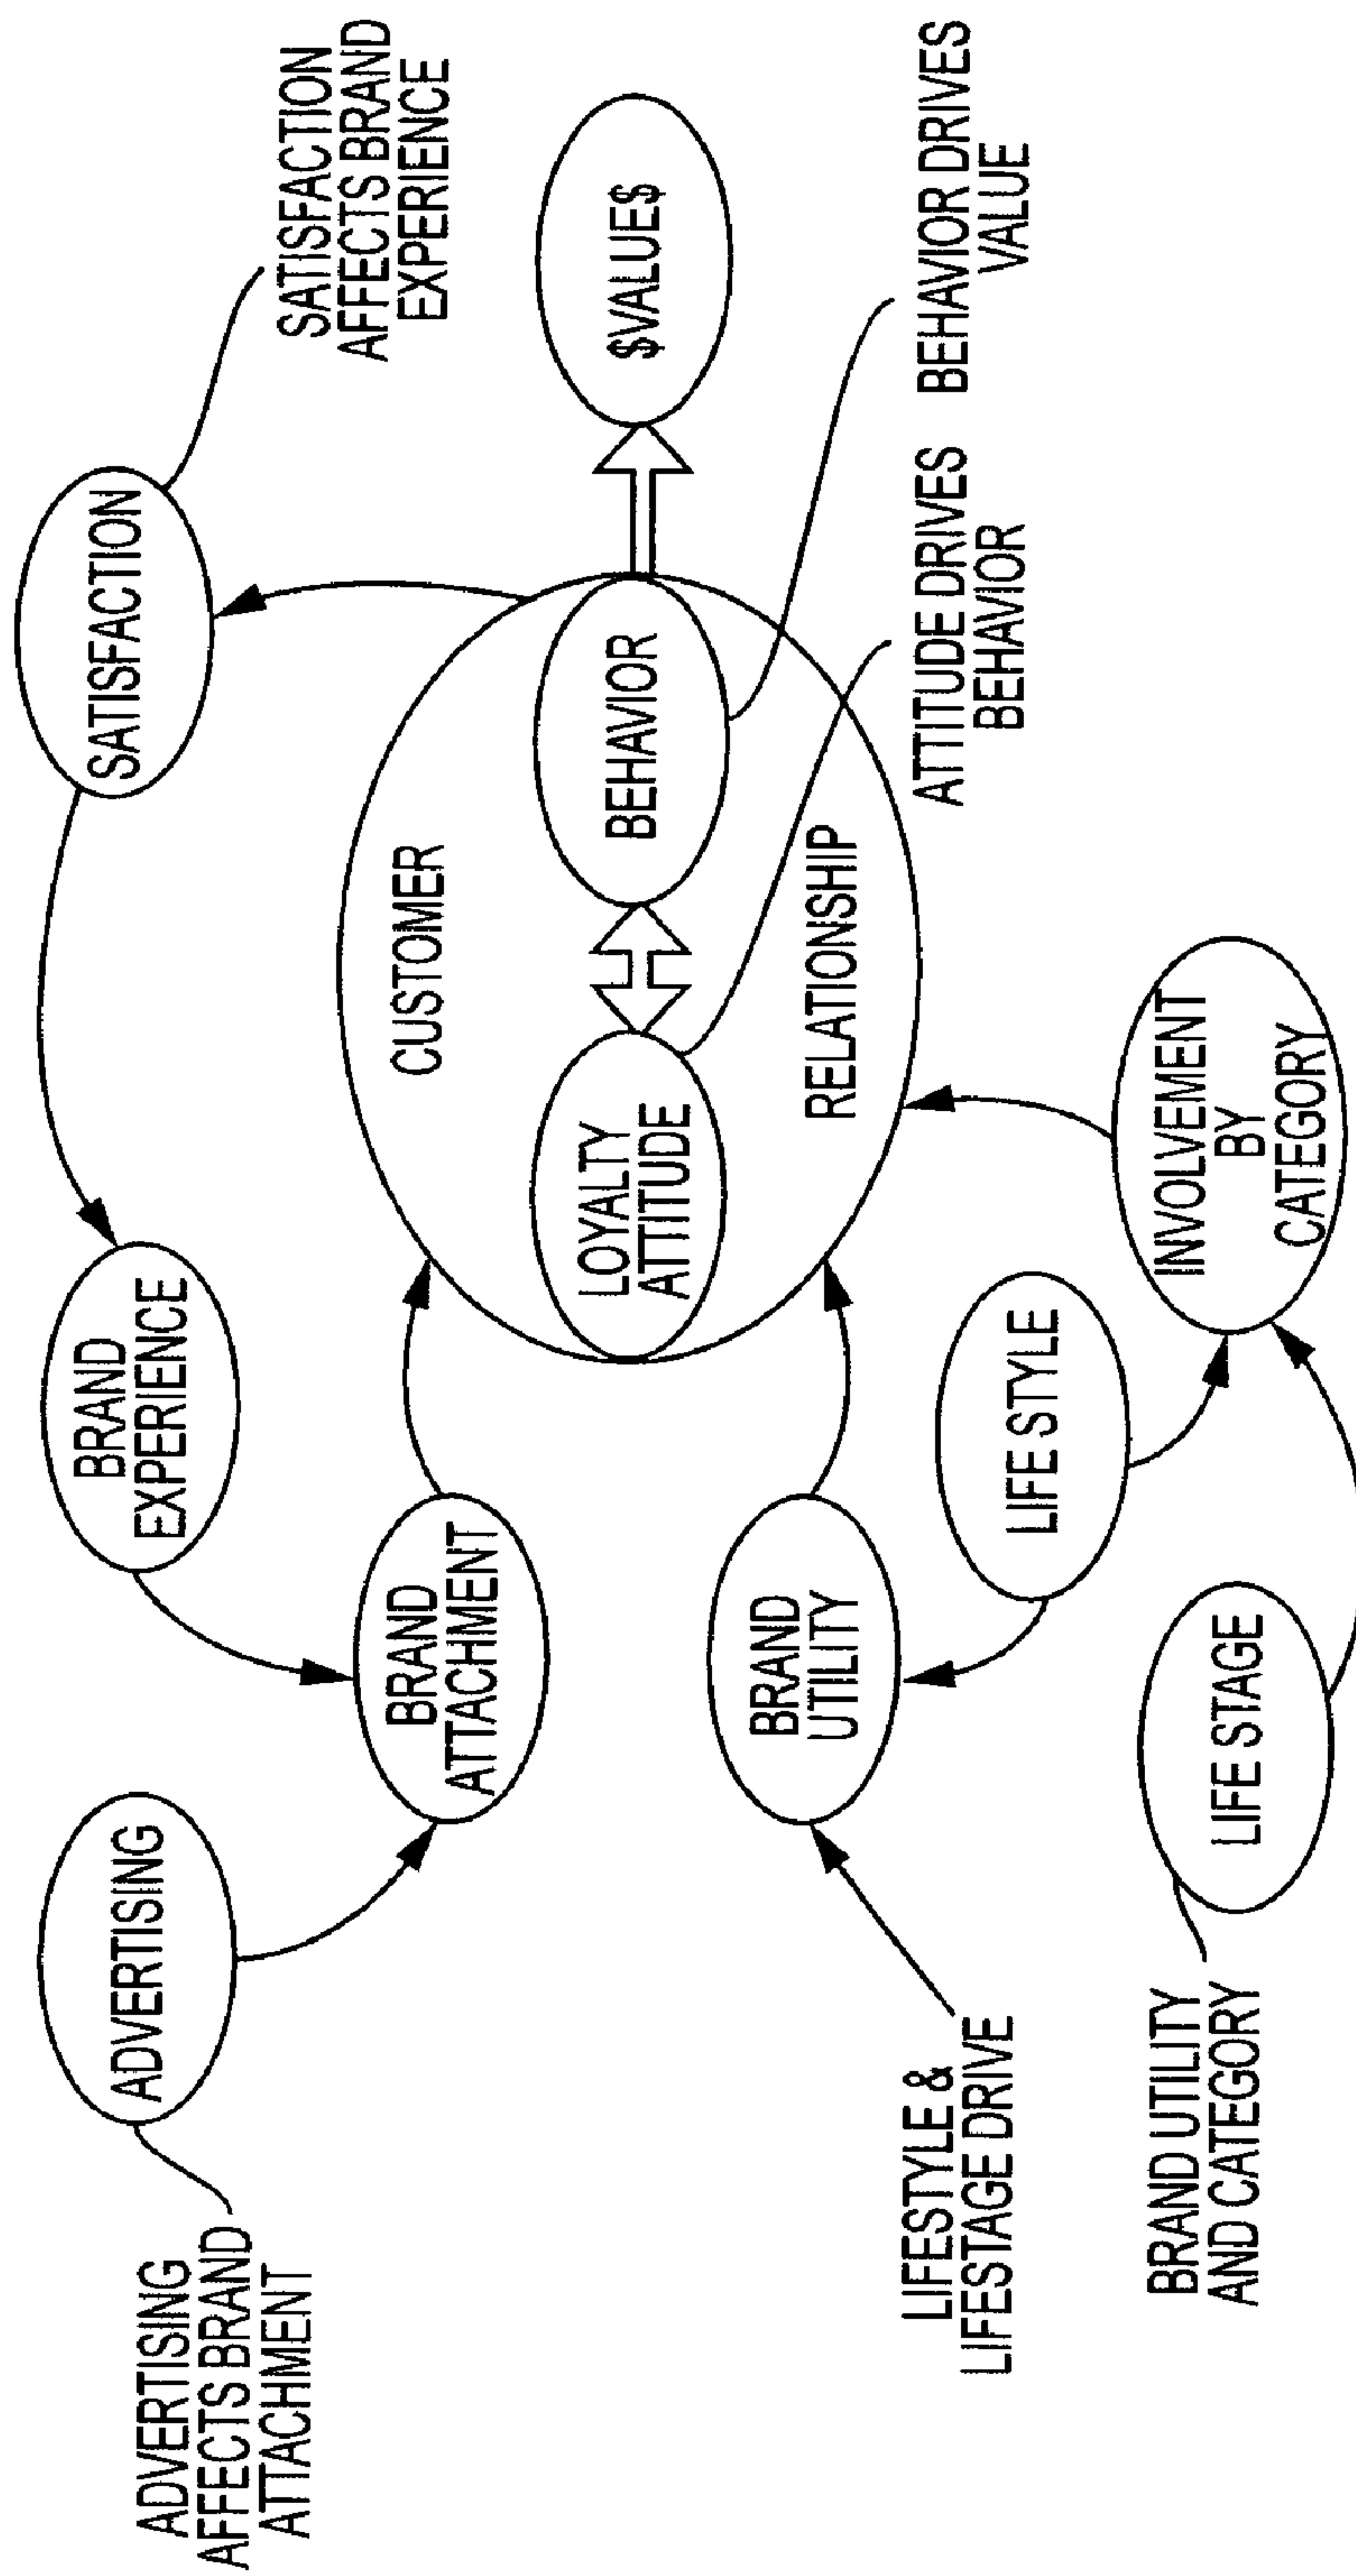 ADVERTISING
AFFECTS BRAND
ATTACHMENT
ADVERTISING
BRAND
EXPERIENCE
SATISFACTION
SATISFACTION
AFFECTS BRAND
EXPERIENCE
BRAND
ATTACHMENT
CUSTOMER
LOYALTY
ATTITUDE
BEHAVIOR
$VALUE$
RELATIONSHIP
BRAND
UTILITY
LIFESTYLE &
LIFESTAGE DRIVE
LIFE STYLE
ATTITUDE DRIVES
BEHAVIOR
BEHAVIOR DRIVES
VALUE
BRAND UTILITY
AND CATEGORY
LIFE STAGE
INVOLVEMENT
BY
CATEGORY